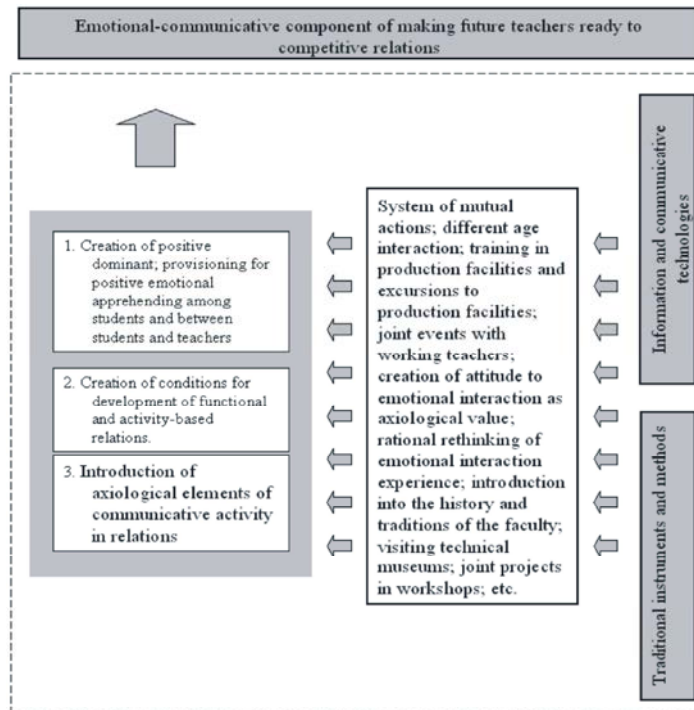 Emotional-communicative component of making future teachers ready to
competitive relations
1. Creation of positive
dominant; provisioning for
positive emotional
apprehending among
students and between
students and teachers
2. Creation of conditions for
development of functional
and activity-based
relations.
3. Introduction of
axiological elements of
communicative activity
in relations
System of mutual
actions; different age
interaction; training in
production facilities and
excursions to
production facilities;
joint events with
working teachers;
creation of attitude to
emotional interaction as
axiological value;
rational rethinking of
emotional interaction
experience; introduction
into the history and
traditions of the faculty;
visiting technical
museums; joint projects
in workshops; etc.
Information and communicative
technologies
Traditional instruments and methods